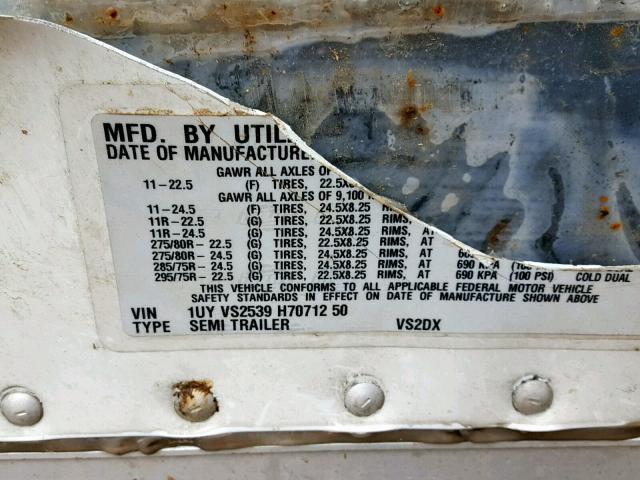 MFD. BY UTIL
DATE OF MANUFACTURE
GAWR ALL AXLES OF
11-22.5 (F) TIRES, 22.5X8
GAWR ALL AXLES OF 9,100
11-24.5 (F) TIRES, 24.5X8.25 RIMS
11R-22.5 (G) TIRES, 22.5X8.25 RIMS,
11R-24.5 (G) TIRES, 24.5X8.25 RIMS, AT
275/80R-22.5 (G) TIRES, 22.5X8.25 RIMS, AT
275/80R-24.5 (G) TIRES, 24.5X8.25 RIMS, AT
285/75R-24.5 (G) TIRES, 24.5X8.25 RIMS, AT 690 KPA
295/75R-22.5 (G) TIRES, 22.5X8.25 RIMS, AT 690 KPA (100 PSI) COLD DUAL
THIS VEHICLE CONFORMS TO ALL APPLICABLE FEDERAL MOTOR VEHICLE
SAFETY STANDARDS IN EFFECT ON DATE OF MANUFACTURE SHOWN ABOVE
VIN 1UY VS2539 H70712 50
TYPE SEMI TRAILER VS2DX